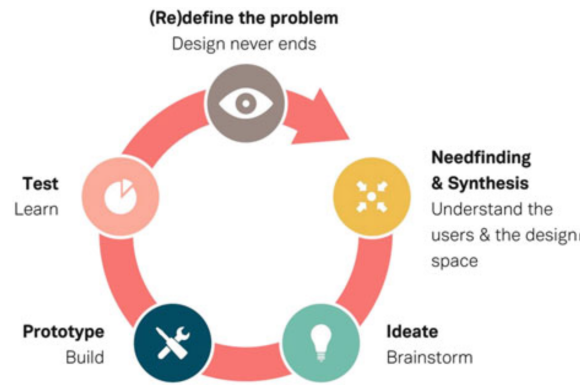 (Re)define the problem
Design never ends
Needfinding
& Synthesis
Understand the
users & the design
space
Ideate
Brainstorm
Prototype
Build
Test
Learn